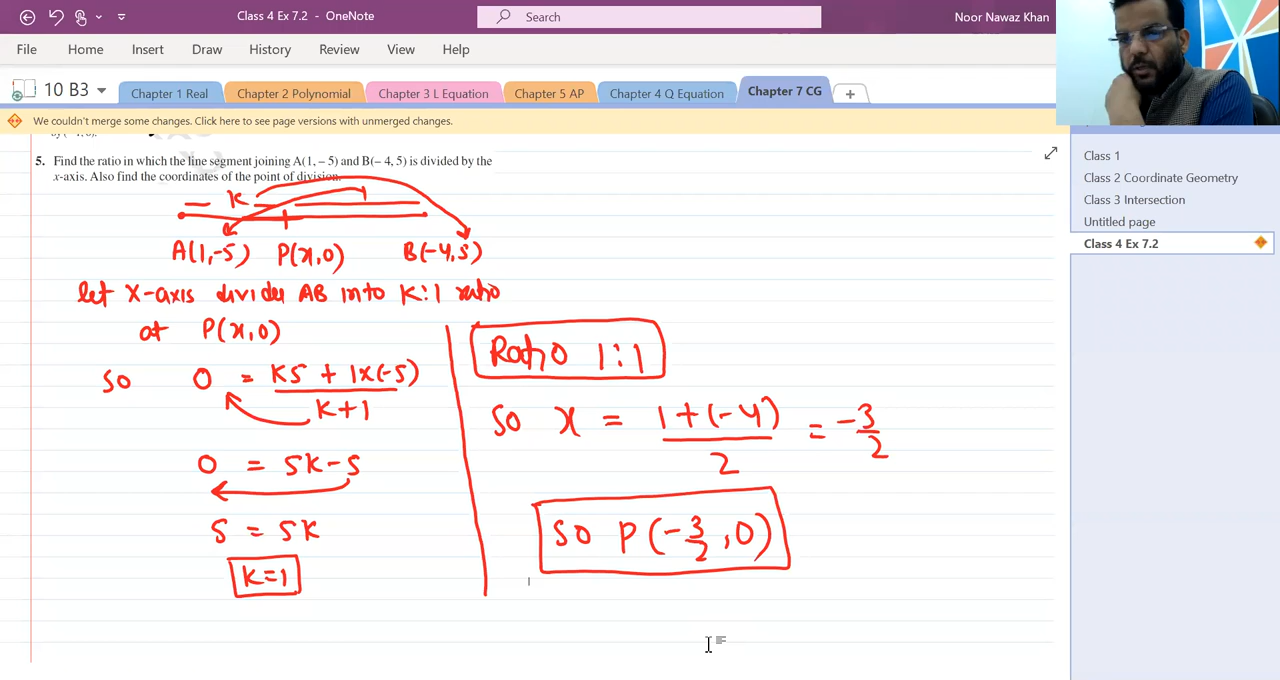 Class 4 Ex 7.2 - OneNote
Search
Noor Nawaz Khan
File Home Insert Draw History Review View Help
10 B3
Chapter 1 Real
Chapter 2 Polynomial
Chapter 3 L Equation
Chapter 5 AP
Chapter 4 Q Equation
Chapter 7 CG
We couldn't merge some changes. Click here to see page versions with unmerged changes.
5. Find the ratio in which the line segment joining A(1, – 5) and B(– 4, 5) is divided by the
x-axis. Also find the coordinates of the point of division.
K
A(1,-5) P(x,0) B(-4,5)
let X-axis divides AB into K:1 ratio
at P(x,0)
So 0 = K5 + 1x(-5)
K+1
0 = 5K-5
5 = 5K
K=1
Ratio 1:1
So x = 1+(-4) = -3
2 2
So P(-3/2, 0)
Class 1
Class 2 Coordinate Geometry
Class 3 Intersection
Untitled page
Class 4 Ex 7.2